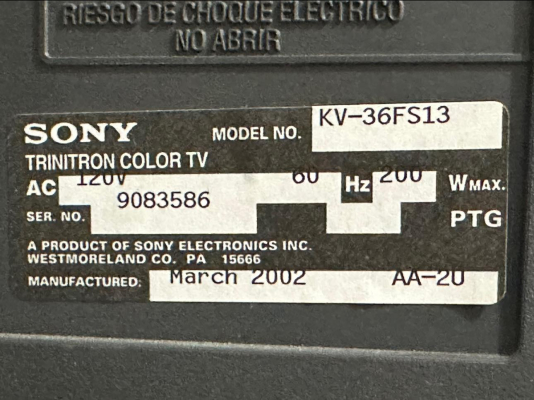 RIESGO DE CHOQUE ELECTRICO
NO ABRIR
SONY MODEL NO. KV-36FS13
TRINITRON COLOR TV
AC 120V 60 Hz 200 WMAX.
SER. NO. 9083586 PTG
A PRODUCT OF SONY ELECTRONICS INC.
WESTMORELAND CO. PA 15666
MANUFACTURED: March 2002 AA-2U